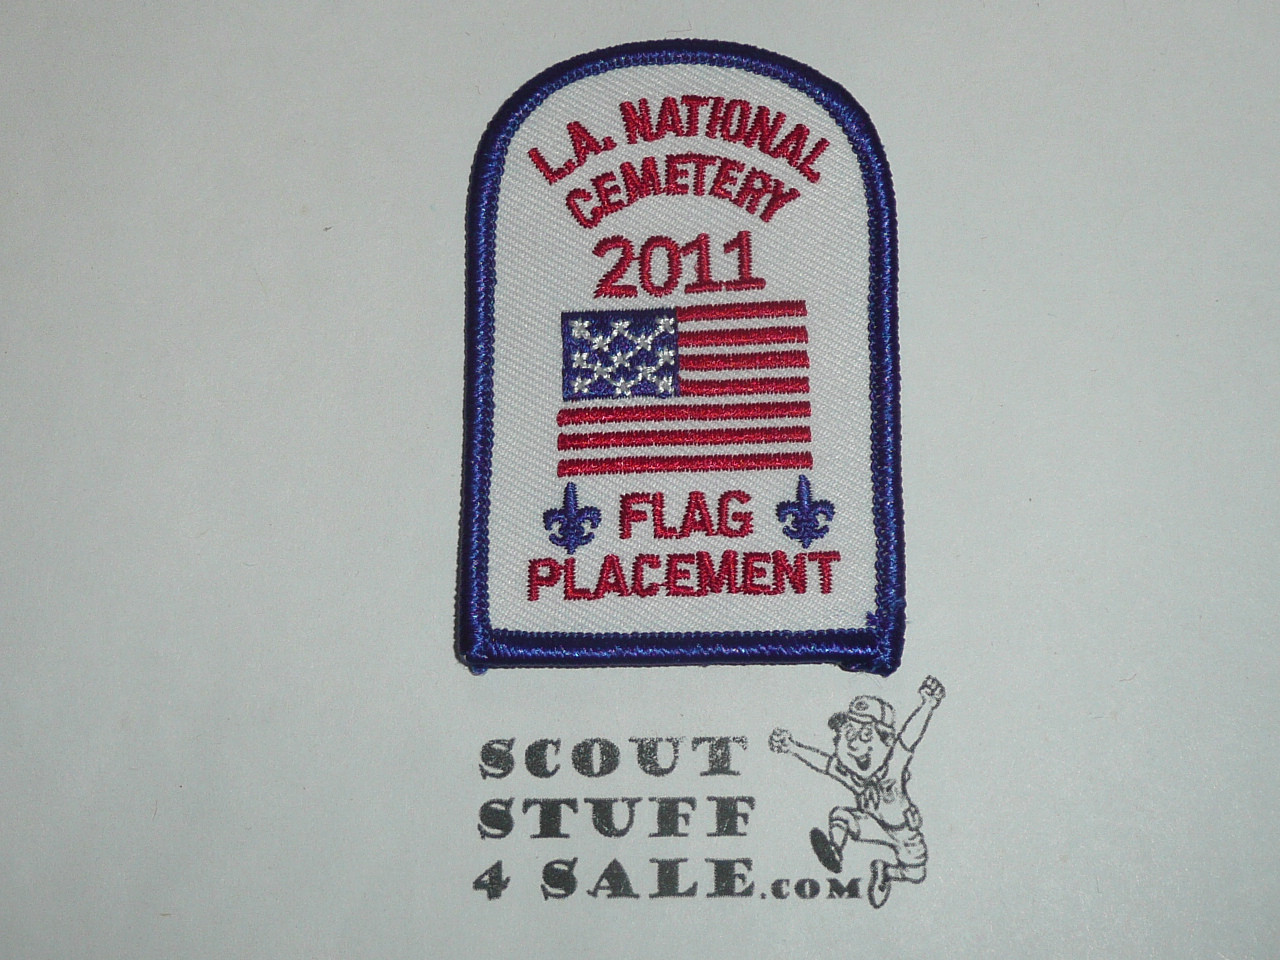 L.A. NATIONAL
CEMETERY
2011
FLAG
PLACEMENT
SCOUT
STUFF
4 SALE.COM